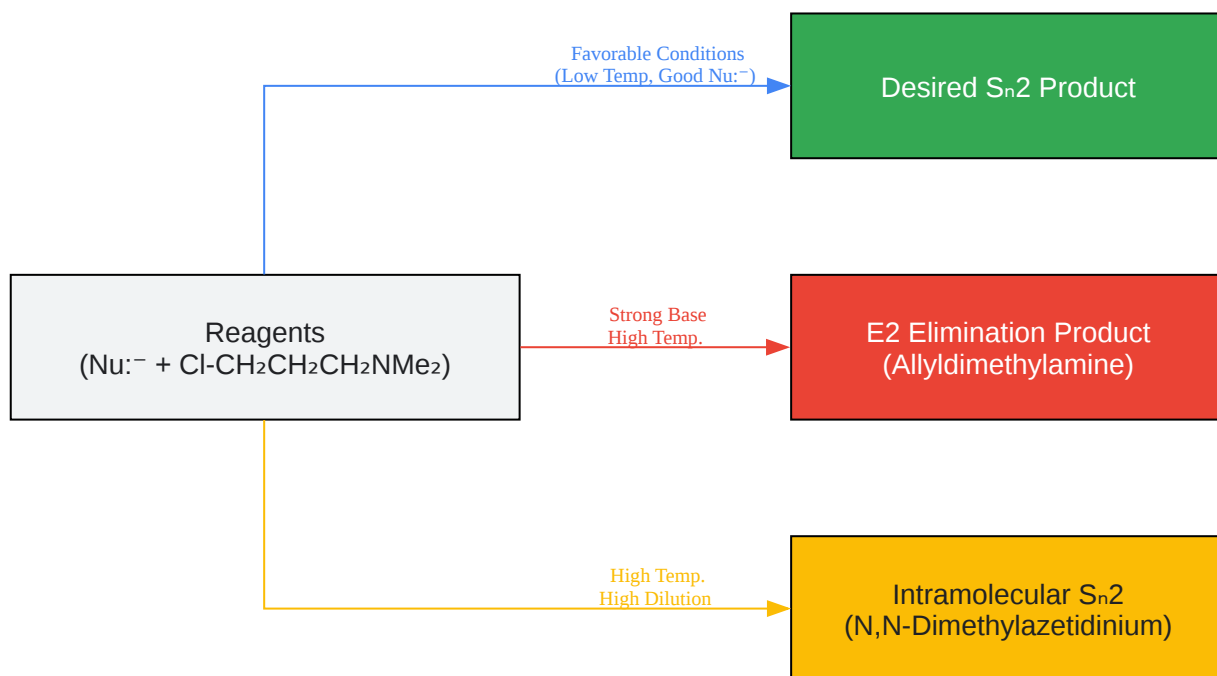 Favorable Conditions
(Low Temp, Good Nu:⁻)
Desired Sₙ2 Product
Reagents
(Nu:⁻ + Cl-CH₂CH₂CH₂NMe₂)
Strong Base
High Temp.
E2 Elimination Product
(Allyldimethylamine)
High Temp.
High Dilution
Intramolecular Sₙ2
(N,N-Dimethylazetidinium)